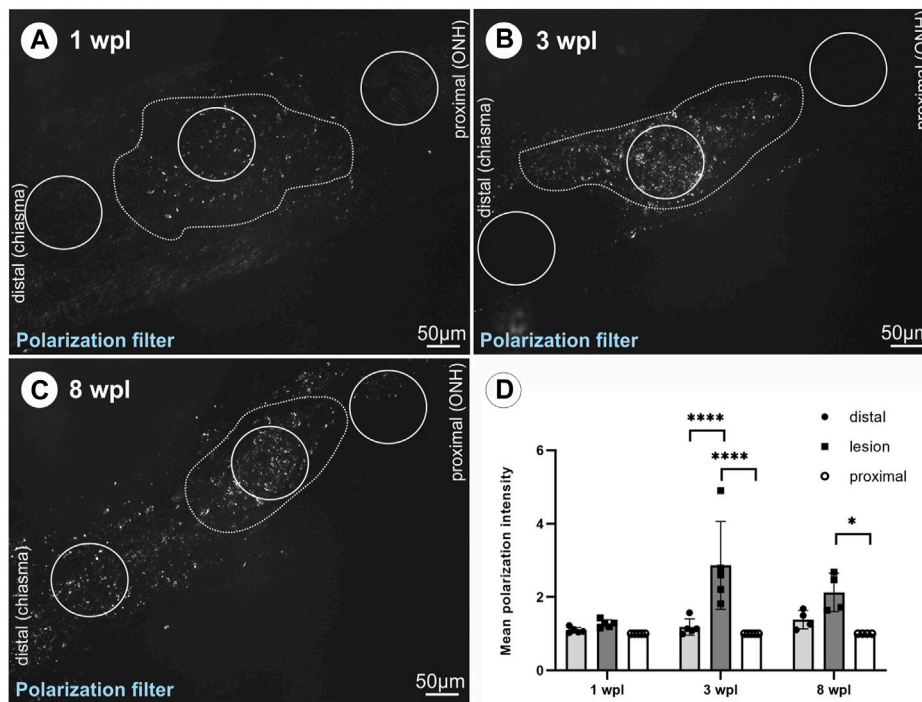 A 1 wpl
proximal (ONH)
distal (chiasma)
Polarization filter
50µm
B 3 wpl
proximal (ONH)
distal (chiasma)
Polarization filter
50µm
C 8 wpl
proximal (ONH)
distal (chiasma)
Polarization filter
50µm
D
distal
lesion
proximal
****
****
*
Mean polarization intensity
6
4
2
0
1 wpl
3 wpl
8 wpl